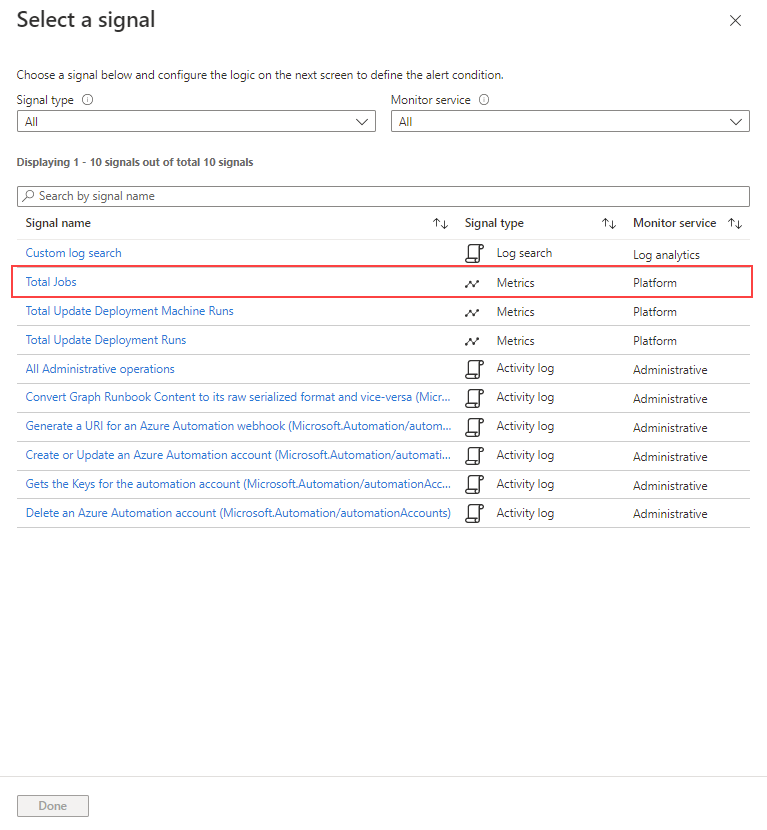 Select a signal
Choose a signal below and configure the logic on the next screen to define the alert condition.
Signal type Monitor service
All All
Displaying 1 - 10 signals out of total 10 signals
Search by signal name
Signal name Signal type Monitor service
Custom log search Log search Log analytics
Total Jobs Metrics Platform
Total Update Deployment Machine Runs Metrics Platform
Total Update Deployment Runs Metrics Platform
All Administrative operations Activity log Administrative
Convert Graph Runbook Content to its raw serialized format and vice-versa (Micr... Activity log Administrative
Generate a URI for an Azure Automation webhook (Microsoft.Automation/autom... Activity log Administrative
Create or Update an Azure Automation account (Microsoft.Automation/automati... Activity log Administrative
Gets the Keys for the automation account (Microsoft.Automation/automationAcc... Activity log Administrative
Delete an Azure Automation account (Microsoft.Automation/automationAccounts) Activity log Administrative
Done